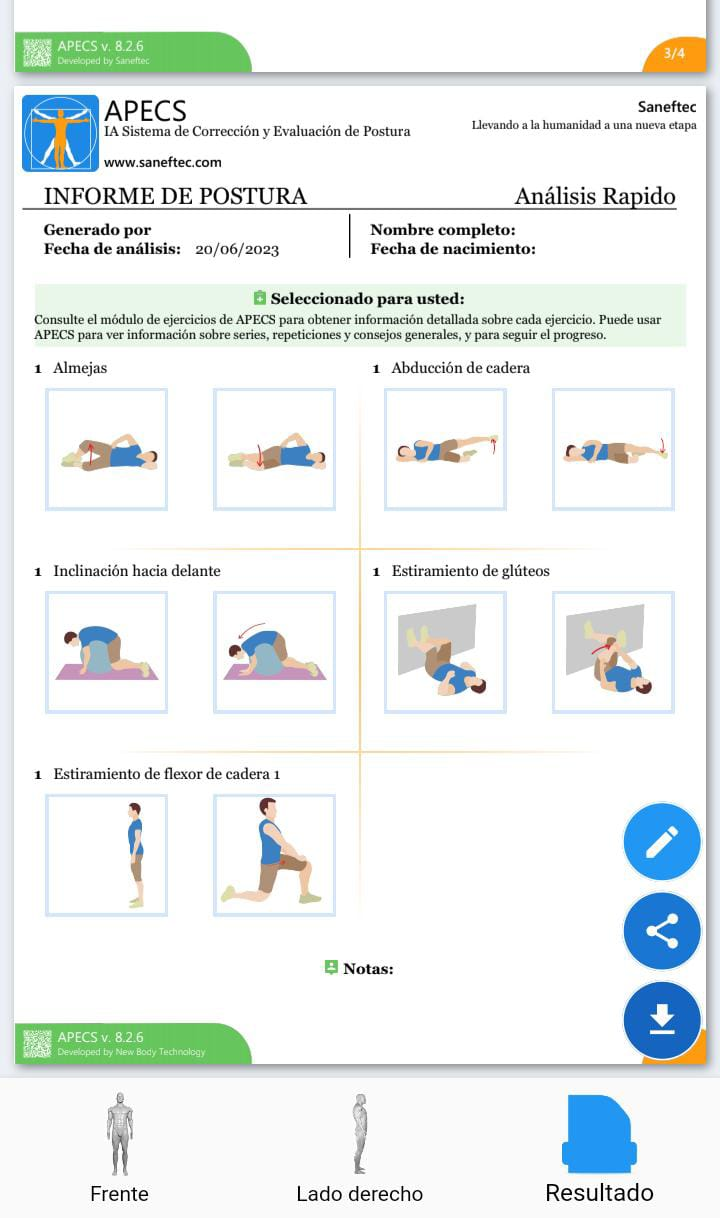 APECS v. 8.2.6
Developed by Saneftec
3/4
APECS
IA Sistema de Corrección y Evaluación de Postura
www.saneftec.com
Saneftec
Llevando a la humanidad a una nueva etapa
INFORME DE POSTURA
Análisis Rapido
Generado por
Fecha de análisis: 20/06/2023
Nombre completo:
Fecha de nacimiento:
Seleccionado para usted:
Consulte el módulo de ejercicios de APECS para obtener información detallada sobre cada ejercicio. Puede usar
APECS para ver información sobre series, repeticiones y consejos generales, y para seguir el progreso.
1 Almejas
1 Abducción de cadera
1 Inclinación hacia delante
1 Estiramiento de glúteos
1 Estiramiento de flexor de cadera 1
Notas:
APECS v. 8.2.6
Developed by New Body Technology
Frente
Lado derecho
Resultado